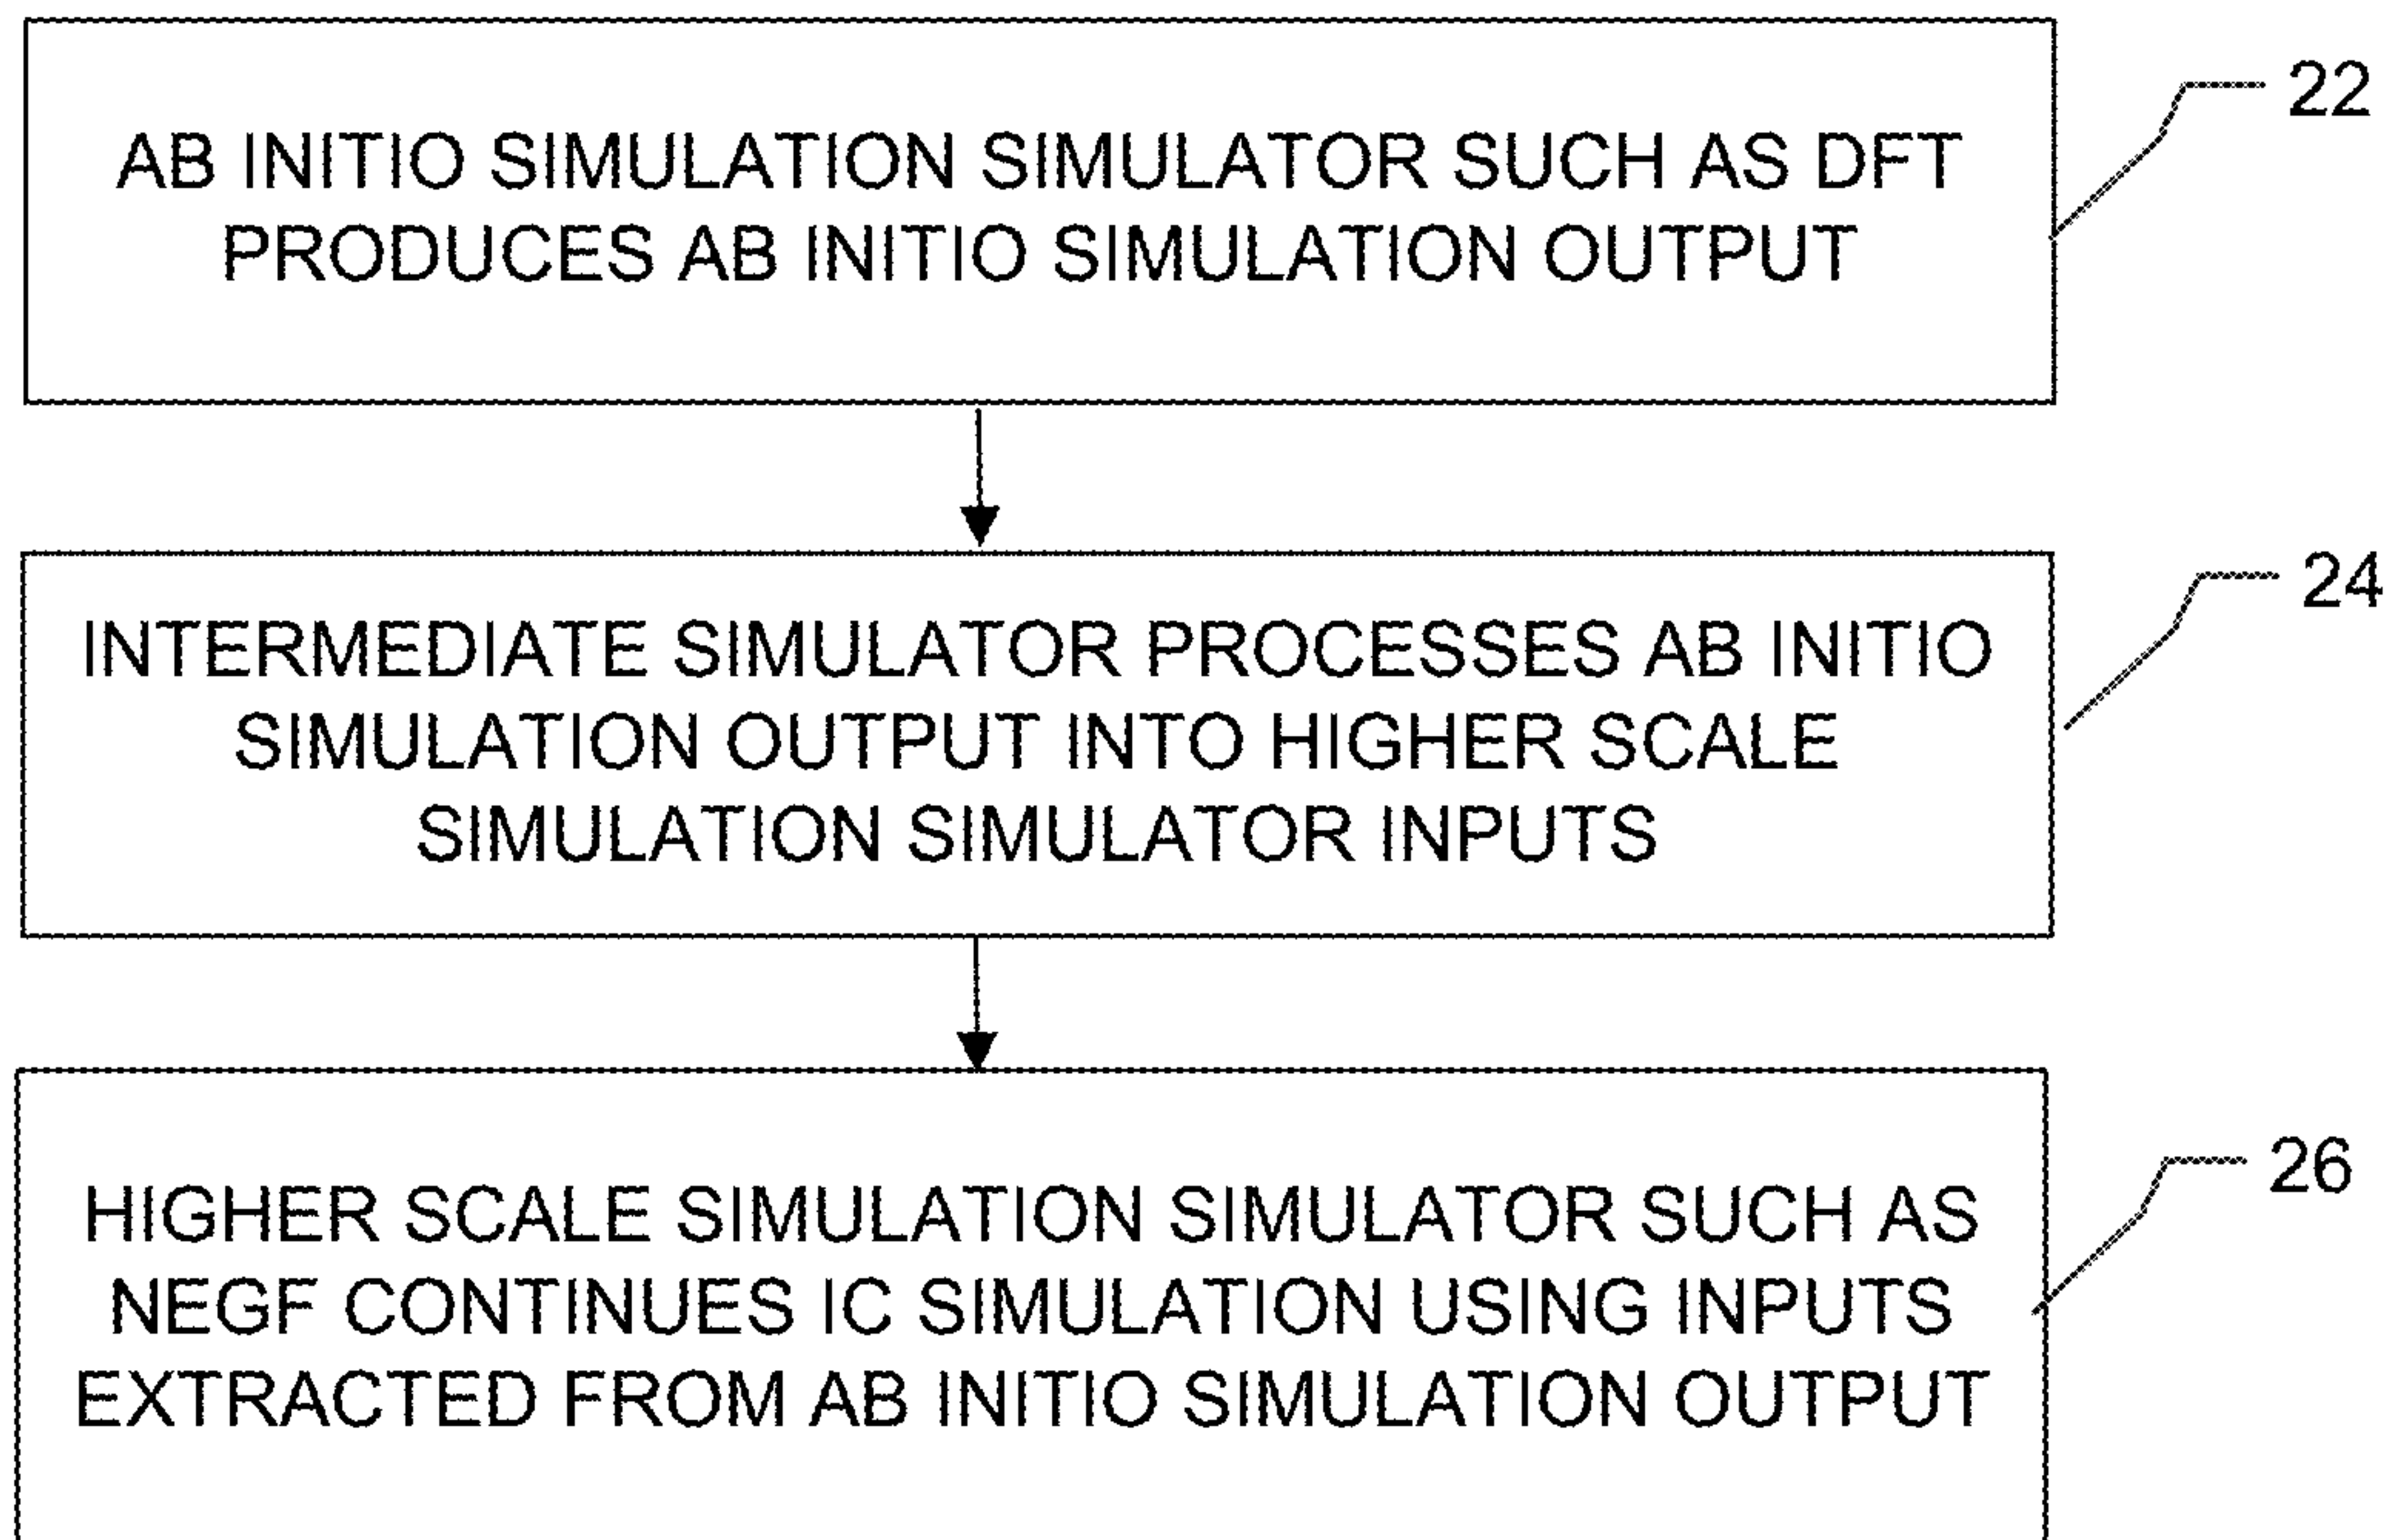 AB INITIO SIMULATION SIMULATOR SUCH AS DFT
PRODUCES AB INITIO SIMULATION OUTPUT
22
INTERMEDIATE SIMULATOR PROCESSES AB INITIO
SIMULATION OUTPUT INTO HIGHER SCALE
SIMULATION SIMULATOR INPUTS
24
HIGHER SCALE SIMULATION SIMULATOR SUCH AS
NEGF CONTINUES IC SIMULATION USING INPUTS
EXTRACTED FROM AB INITIO SIMULATION OUTPUT
26